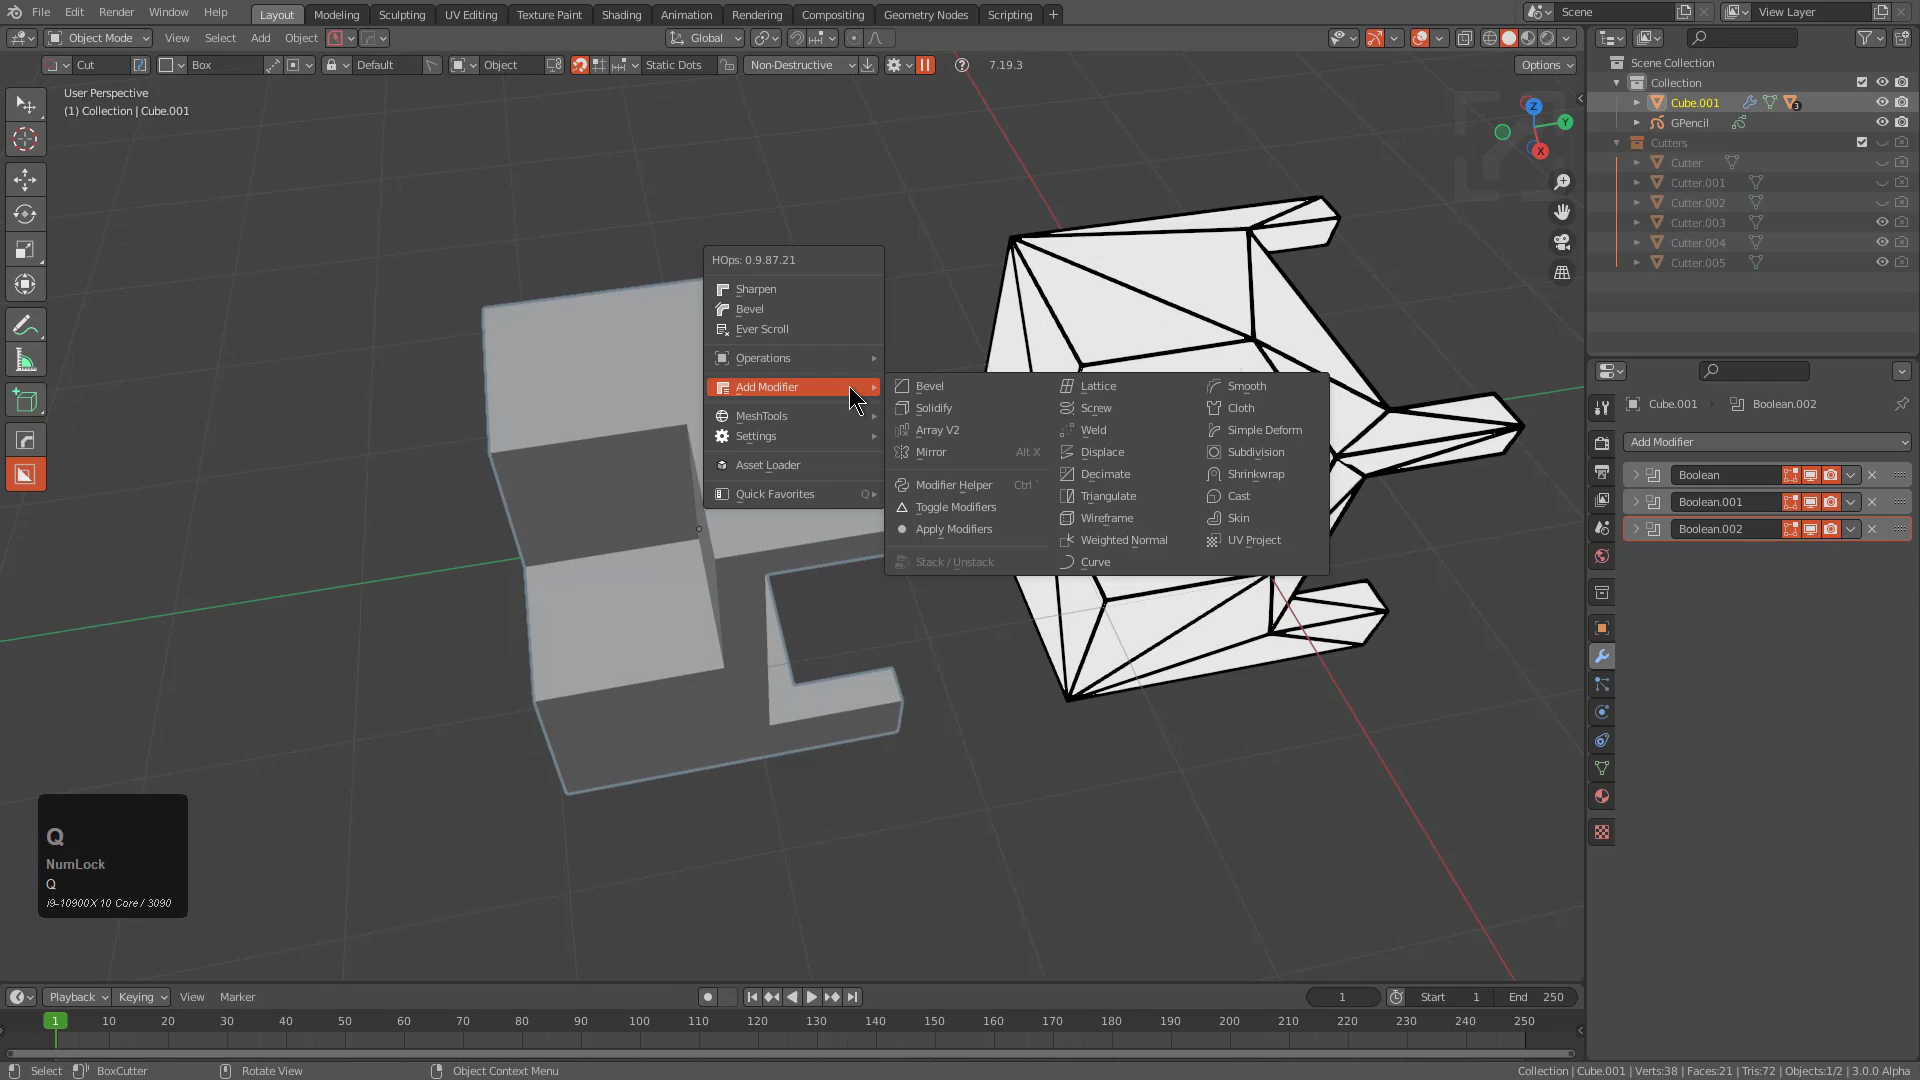 File Edit Render Window Help Layout Modeling Sculpting UV Editing Texture Paint Shading Animation Rendering Compositing Geometry Nodes Scripting + Scene View Layer
Object Mode View Select Add Object Global
Cut Box Default Object Static Dots Non-Destructive 7.19.3 Options
User Perspective
(1) Collection | Cube.001
Z
Y
X
Scene Collection
Collection
Cube.001 3
GPencil
Cutters
Cutter
Cutter.001
Cutter.002
Cutter.003
Cutter.004
Cutter.005
Cube.001 Boolean.002
Add Modifier
Boolean
Boolean.001
Boolean.002
HOps: 0.9.87.21
Sharpen
Bevel
Ever Scroll
Operations
Add Modifier
MeshTools
Settings
Asset Loader
Quick Favorites Q
Bevel Lattice Smooth
Solidify Screw Cloth
Array V2 Weld Simple Deform
Mirror Alt X Displace Subdivision
Decimate Shrinkwrap
Modifier Helper Ctrl `
Triangulate Cast
Toggle Modifiers
Wireframe Skin
Apply Modifiers
Weighted Normal UV Project
Stack / Unstack Curve
Q
NumLock
Q
i9-10900X 10 Core / 3090
Playback Keying View Marker 1 Start 1 End 250
1 10 20 30 40 50 60 70 80 90 100 110 120 130 140 150 160 170 180 190 200 210 220 230 240 250
Select BoxCutter Rotate View Object Context Menu Collection | Cube.001 | Verts:38 | Faces:21 | Tris:72 | Objects:1/2 | 3.0.0 Alpha